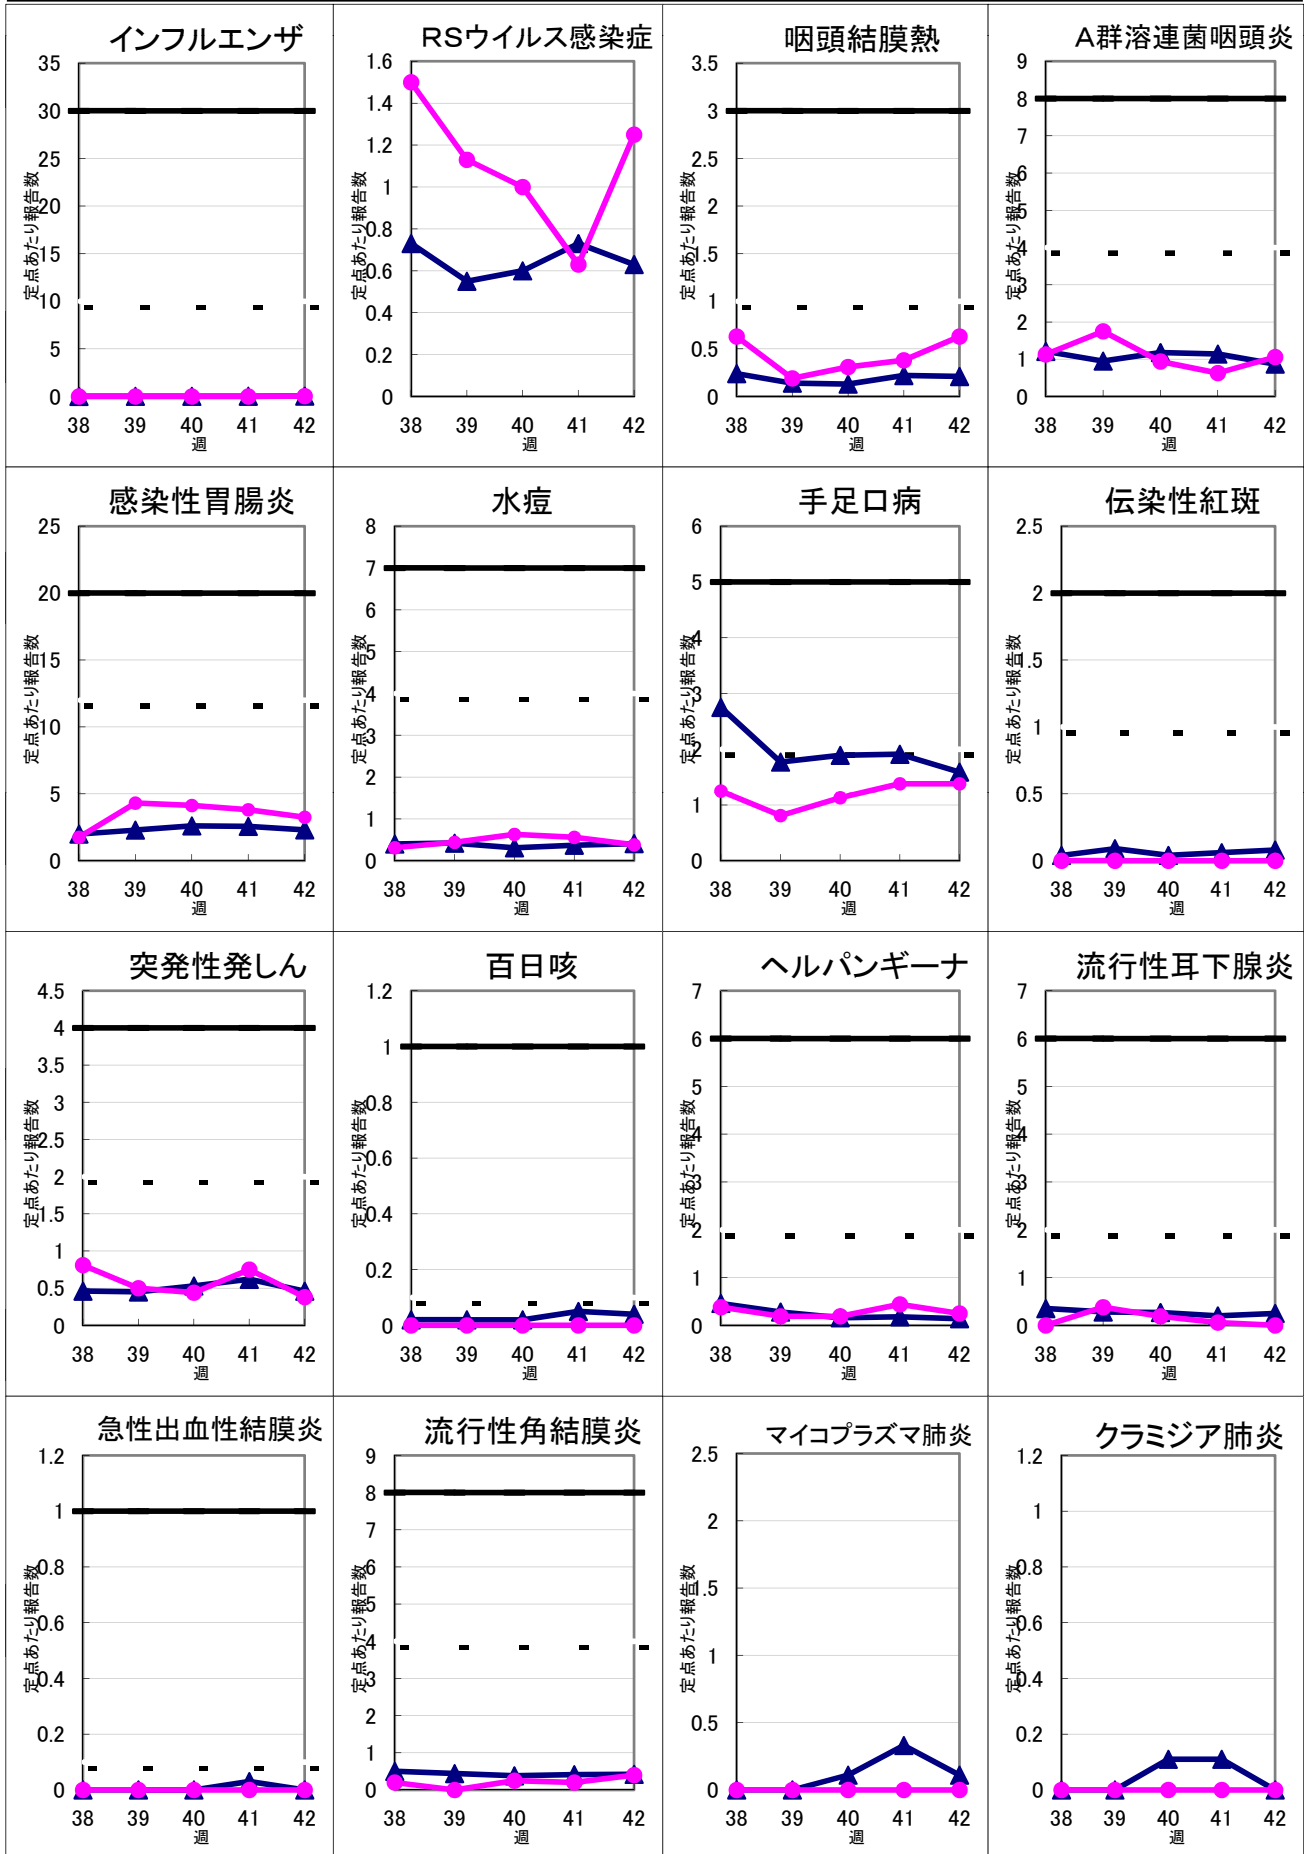 インフルエンザ
35
30
25
20
15
10
5
0
定点あたり報告数
38 39 40 41 42
週
RSウイルス感染症
1.6
1.4
1.2
1
0.8
0.6
0.4
0.2
0
定点あたり報告数
38 39 40 41 42
週
咽頭結膜熱
3.5
3
2.5
2
1.5
1
0.5
0
定点あたり報告数
38 39 40 41 42
週
A群溶連菌咽頭炎
9
8
7
6
5
4
3
2
1
0
定点あたり報告数
38 39 40 41 42
週
感染性胃腸炎
25
20
15
10
5
0
定点あたり報告数
38 39 40 41 42
週
水痘
8
7
6
5
4
3
2
1
0
定点あたり報告数
38 39 40 41 42
週
手足口病
6
5
4
3
2
1
0
定点あたり報告数
38 39 40 41 42
週
伝染性紅斑
2.5
2
1.5
1
0.5
0
定点あたり報告数
38 39 40 41 42
週
突発性発しん
4.5
4
3.5
3
2.5
2
1.5
1
0.5
0
定点あたり報告数
38 39 40 41 42
週
百日咳
1.2
1
0.8
0.6
0.4
0.2
0
定点あたり報告数
38 39 40 41 42
週
ヘルパンギーナ
7
6
5
4
3
2
1
0
定点あたり報告数
38 39 40 41 42
週
流行性耳下腺炎
7
6
5
4
3
2
1
0
定点あたり報告数
38 39 40 41 42
週
急性出血性結膜炎
1.2
1
0.8
0.6
0.4
0.2
0
定点あたり報告数
38 39 40 41 42
週
流行性角結膜炎
9
8
7
6
5
4
3
2
1
0
定点あたり報告数
38 39 40 41 42
週
マイコプラズマ肺炎
2.5
2
1.5
1
0.5
0
定点あたり報告数
38 39 40 41 42
週
クラミジア肺炎
1.2
1
0.8
0.6
0.4
0.2
0
定点あたり報告数
38 39 40 41 42
週